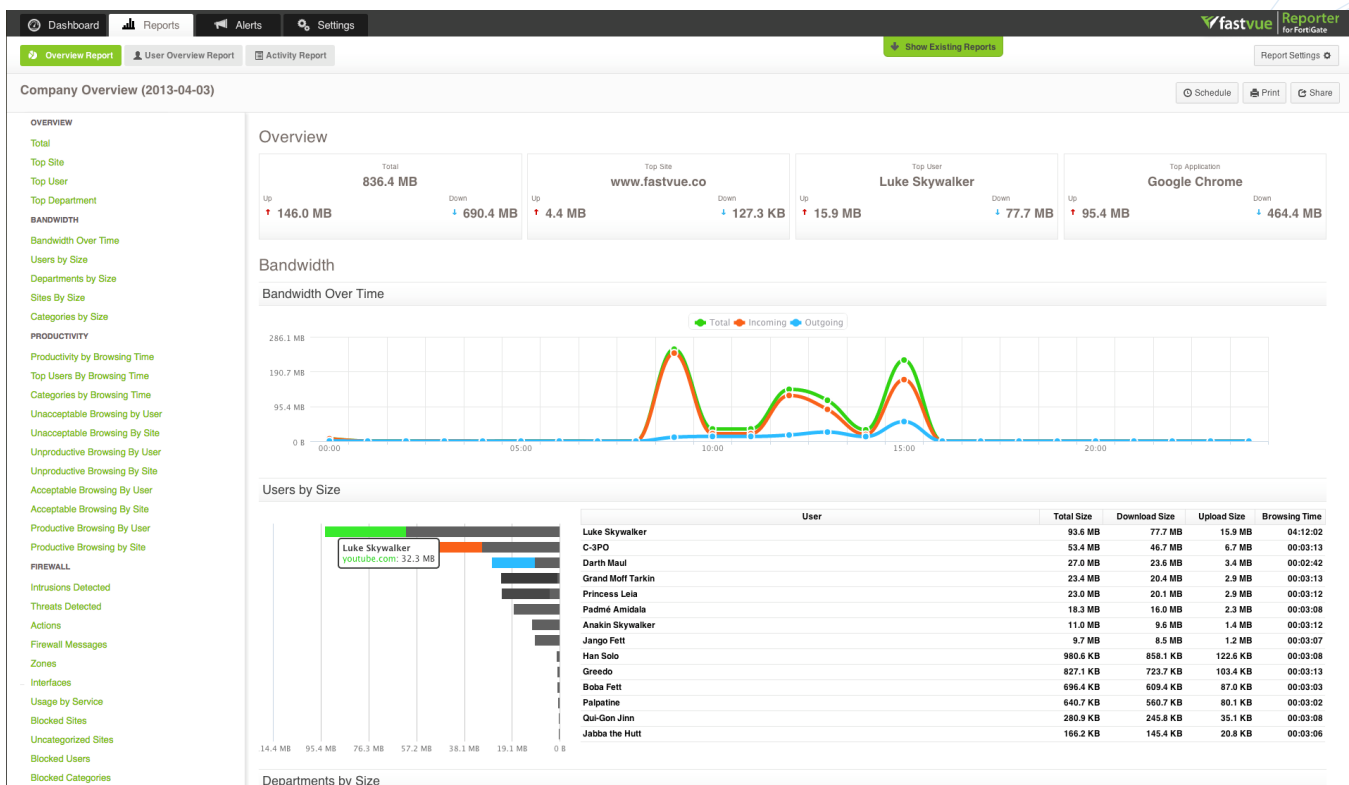 Dashboard Reports Alerts Settings
fastvue Reporter for FortiGate
Overview Report User Overview Report Activity Report Show Existing Reports Report Settings
Company Overview (2013-04-03) Schedule Print Share
OVERVIEW
Total
Top Site
Top User
Top Department
BANDWIDTH
Bandwidth Over Time
Users by Size
Departments by Size
Sites By Size
Categories by Size
PRODUCTIVITY
Productivity by Browsing Time
Top Users By Browsing Time
Categories by Browsing Time
Unacceptable Browsing by User
Unacceptable Browsing By Site
Unproductive Browsing By User
Unproductive Browsing by Site
Acceptable Browsing By User
Acceptable Browsing By Site
Productive Browsing By User
Productive Browsing by Site
FIREWALL
Intrusions Detected
Threats Detected
Actions
Firewall Messages
Zones
Interfaces
Usage by Service
Blocked Sites
Uncategorized Sites
Blocked Users
Blocked Categories
Overview
Total
836.4 MB
Up Down
146.0 MB 690.4 MB
Top Site
www.fastvue.co
Up Down
4.4 MB 127.3 KB
Top User
Luke Skywalker
Up Down
15.9 MB 77.7 MB
Top Application
Google Chrome
Up Down
95.4 MB 464.4 MB
Bandwidth
Bandwidth Over Time
Total Incoming Outgoing
286.1 MB
190.7 MB
95.4 MB
0 B
00:00 05:00 10:00 15:00 20:00
Users by Size
Luke Skywalker
youtube.com: 32.3 MB
14.4 MB 95.4 MB 76.3 MB 57.2 MB 38.1 MB 19.1 MB 0 B
User Total Size Download Size Upload Size Browsing Time
Luke Skywalker 93.6 MB 77.7 MB 15.9 MB 04:12:02
C-3PO 53.4 MB 46.7 MB 6.7 MB 00:03:13
Darth Maul 27.0 MB 23.6 MB 3.4 MB 00:02:42
Grand Moff Tarkin 23.4 MB 20.4 MB 2.9 MB 00:03:13
Princess Leia 23.0 MB 20.1 MB 2.9 MB 00:03:12
Padmé Amidala 18.3 MB 16.0 MB 2.3 MB 00:03:08
Anakin Skywalker 11.0 MB 9.6 MB 1.4 MB 00:03:12
Jango Fett 9.7 MB 8.5 MB 1.2 MB 00:03:07
Han Solo 980.6 KB 858.1 KB 122.6 KB 00:03:08
Greedo 827.1 KB 723.7 KB 103.4 KB 00:03:13
Boba Fett 696.4 KB 609.4 KB 87.0 KB 00:03:03
Palpatine 640.7 KB 560.7 KB 80.1 KB 00:03:02
Qui-Gon Jinn 280.9 KB 245.8 KB 35.1 KB 00:03:08
Jabba the Hutt 166.2 KB 145.4 KB 20.8 KB 00:03:06
Departments by Size